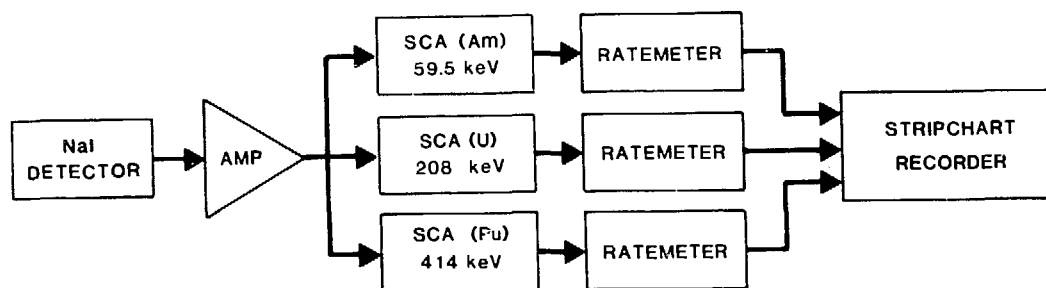 NaI
DETECTOR
AMP
SCA (Am)
59.5 keV
RATEMETER
SCA (U)
208 keV
RATEMETER
SCA (Pu)
414 keV
RATEMETER
STRIPCHART
RECORDER